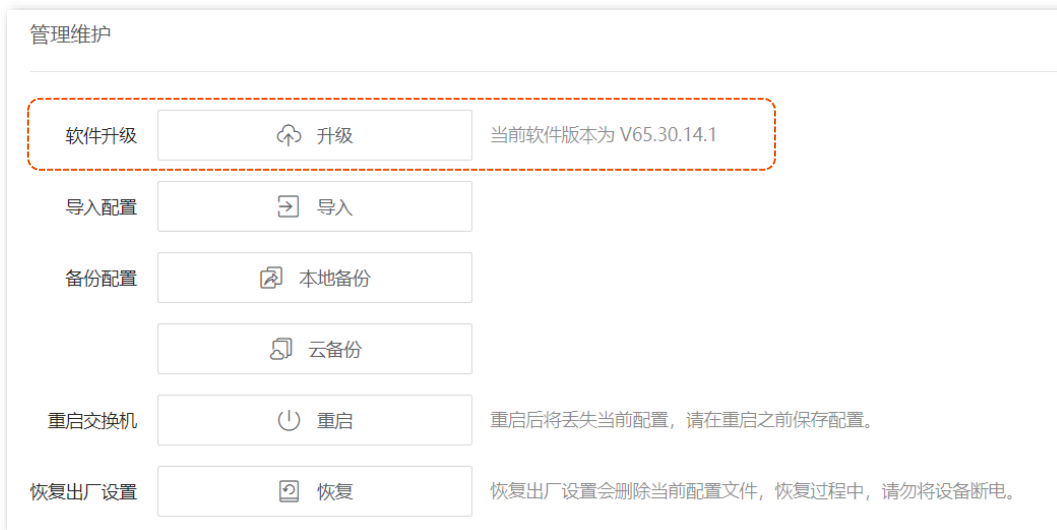 管理维护
软件升级 升级 当前软件版本为 V65.30.14.1
导入配置 导入
备份配置 本地备份
云备份
重启交换机 重启 重启后将丢失当前配置，请在重启之前保存配置。
恢复出厂设置 恢复 恢复出厂设置会删除当前配置文件，恢复过程中，请勿将设备断电。